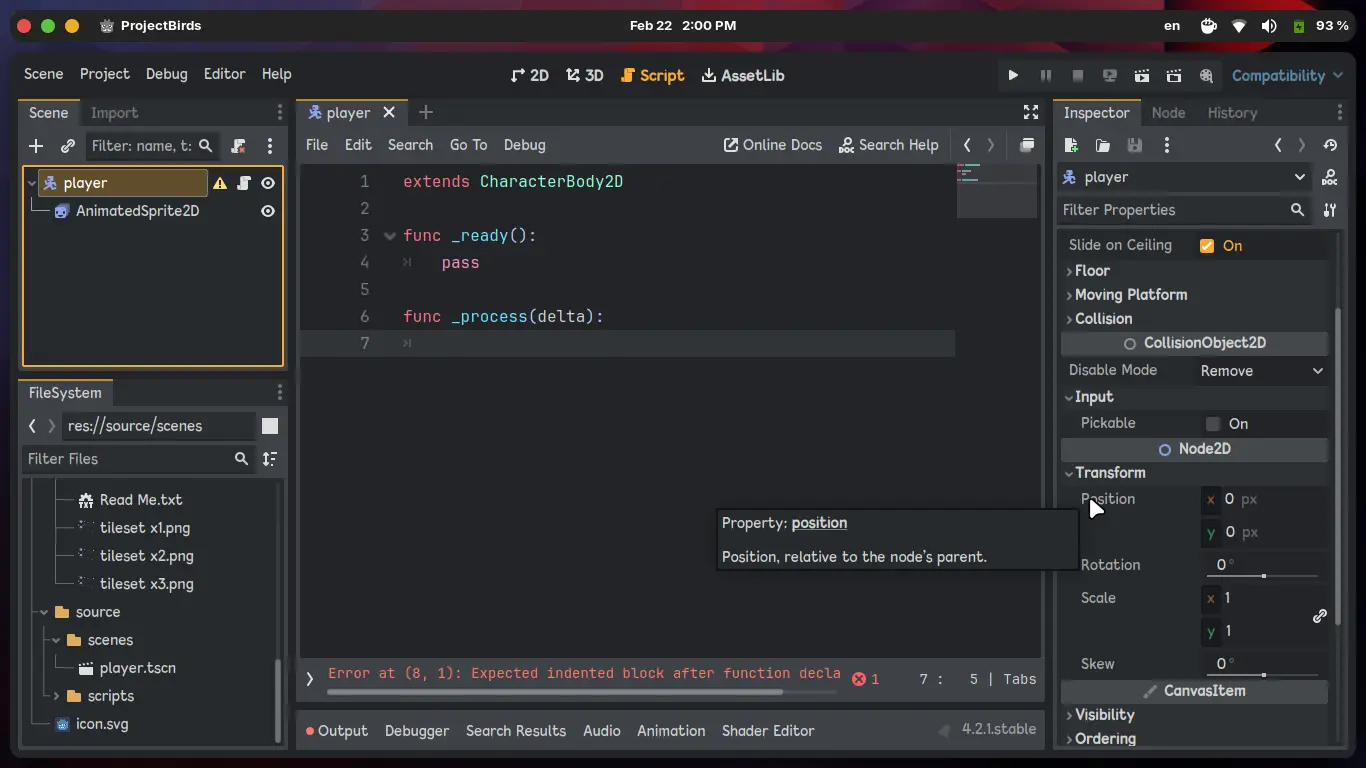 ProjectBirds
Feb 22 2:00 PM
en
93 %
Scene Project Debug Editor Help
2D 3D Script AssetLib
Compatibility
Scene Import
Filter: name, t:
player
AnimatedSprite2D
FileSystem
res://source/scenes
Filter Files
Read Me.txt
tileset x1.png
tileset x2.png
tileset x3.png
source
scenes
player.tscn
scripts
icon.svg
player
File Edit Search Go To Debug
Online Docs Search Help
1 extends CharacterBody2D
2
3 func _ready():
4 pass
5
6 func _process(delta):
7
Property: position
Position, relative to the node's parent.
Error at (8, 1): Expected indented block after function decla
1
7 : 5 | Tabs
Output Debugger Search Results Audio Animation Shader Editor
4.2.1.stable
Inspector Node History
player
Filter Properties
Slide on Ceiling On
Floor
Moving Platform
Collision
CollisionObject2D
Disable Mode Remove
Input
Pickable On
Node2D
Transform
Position x 0 px
y 0 px
Rotation 0 °
Scale x 1
y 1
Skew 0 °
CanvasItem
Visibility
Ordering